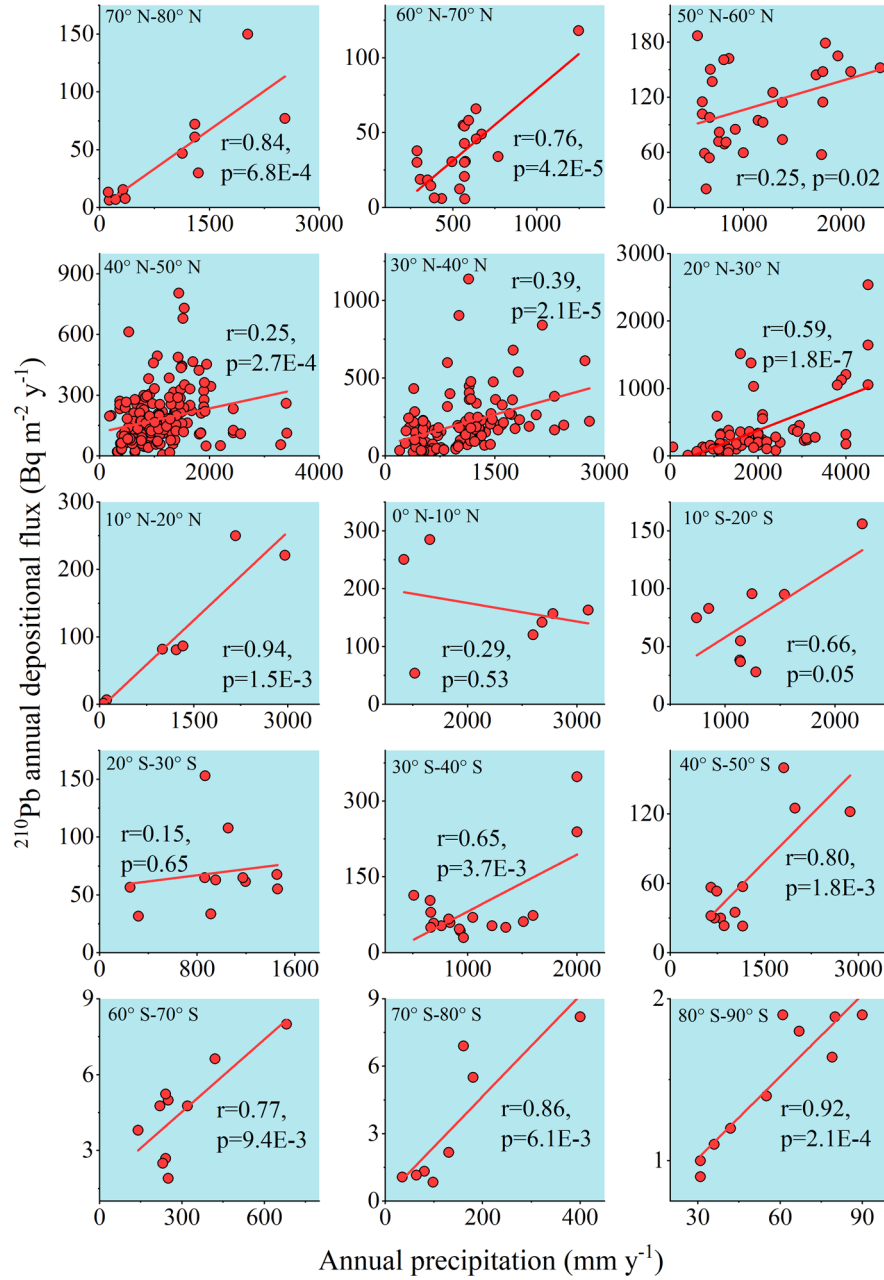 70° N-80° N
150
100
50
0
r=0.84,
p=6.8E-4
0
1500
3000
60° N-70° N
120
80
40
0
r=0.76,
p=4.2E-5
500
1000
50° N-60° N
180
120
60
0
r=0.25, p=0.02
1000
2000
40° N-50° N
900
600
300
0
r=0.25,
p=2.7E-4
0
2000
4000
30° N-40° N
1000
500
0
r=0.39,
p=2.1E-5
0
1400
2800
20° N-30° N
3000
2000
1000
0
r=0.59,
p=1.8E-7
0
2000
4000
10° N-20° N
300
200
100
0
r=0.94,
p=1.5E-3
0
1500
3000
0° N-10° N
300
150
0
r=0.29,
p=0.53
2000
3000
10° S-20° S
150
100
50
0
r=0.66,
p=0.05
1000
2000
20° S-30° S
150
100
50
0
r=0.15,
p=0.65
0
800
1600
30° S-40° S
300
150
0
r=0.65,
p=3.7E-3
1000
2000
40° S-50° S
120
60
0
r=0.80,
p=1.8E-3
0
1500
3000
60° S-70° S
9
6
3
r=0.77,
p=9.4E-3
0
300
600
70° S-80° S
9
6
3
0
r=0.86,
p=6.1E-3
0
200
400
80° S-90° S
2
1
r=0.92,
p=2.1E-4
30
60
90
²¹⁰Pb annual depositional flux (Bq m⁻² y⁻¹)
Annual precipitation (mm y⁻¹)